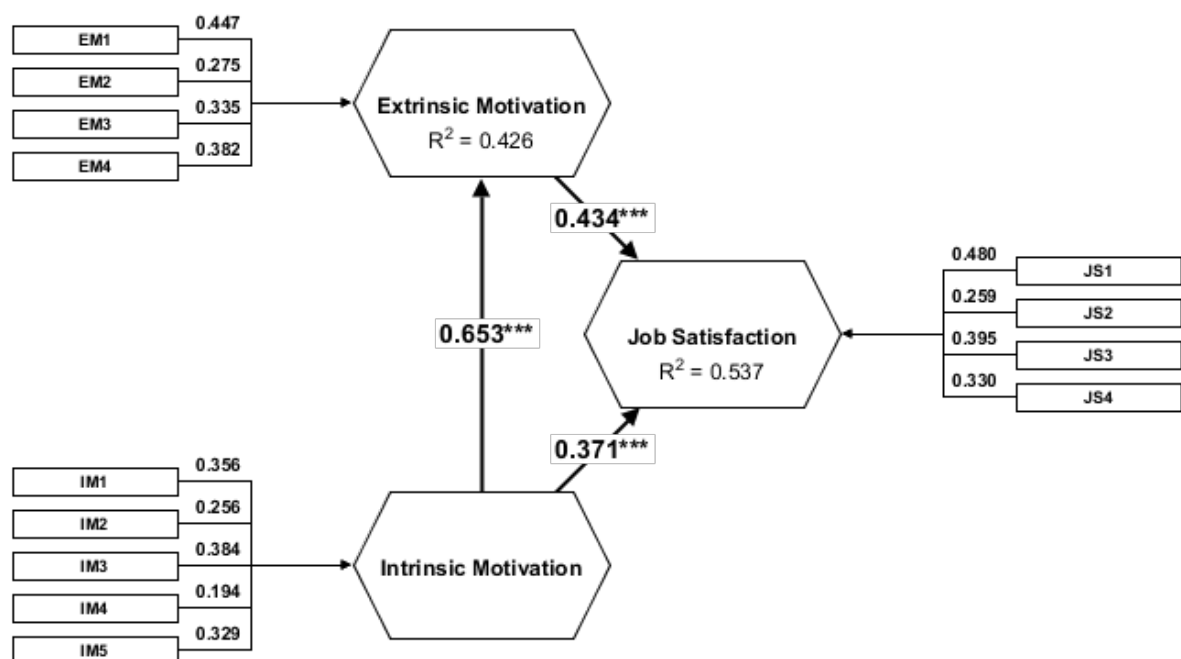 0.447
EM1
0.275
EM2
0.335
EM3
0.382
EM4
Extrinsic Motivation
R² = 0.426
0.434***
0.653***
0.480
JS1
0.259
JS2
0.395
JS3
0.330
JS4
Job Satisfaction
R² = 0.537
0.371***
0.356
IM1
0.256
IM2
0.384
IM3
0.194
IM4
0.329
IM5
Intrinsic Motivation